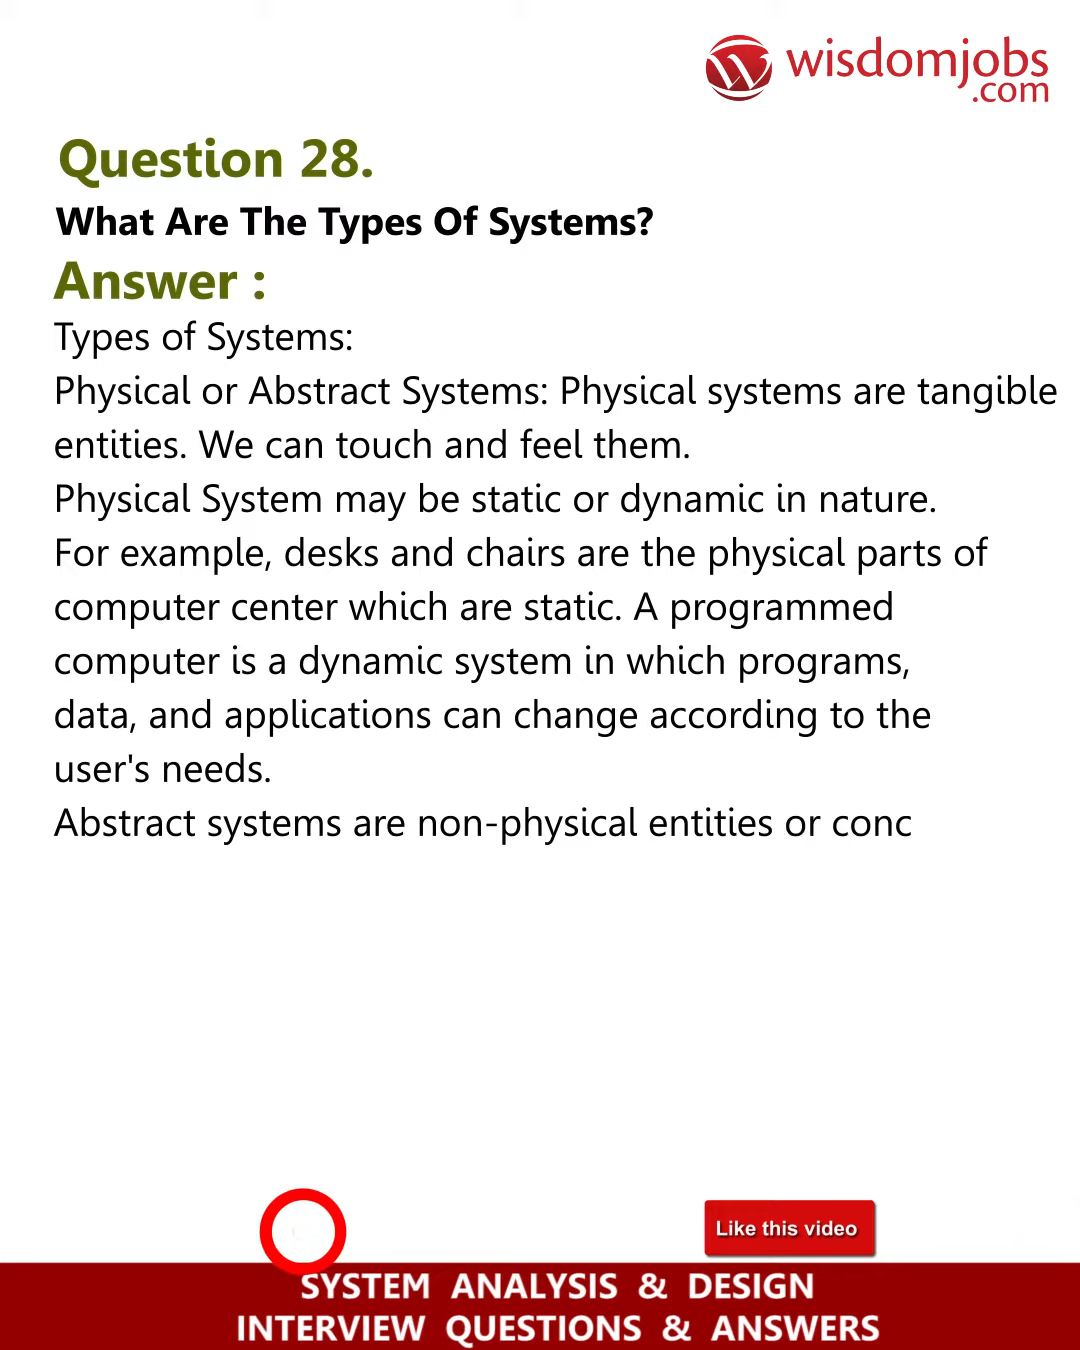 wisdomjobs
.com
Question 28.
What Are The Types Of Systems?
Answer :
Types of Systems:
Physical or Abstract Systems: Physical systems are tangible
entities. We can touch and feel them.
Physical System may be static or dynamic in nature.
For example, desks and chairs are the physical parts of
computer center which are static. A programmed
computer is a dynamic system in which programs,
data, and applications can change according to the
user's needs.
Abstract systems are non-physical entities or conc
Like this video
SYSTEM ANALYSIS & DESIGN
INTERVIEW QUESTIONS & ANSWERS